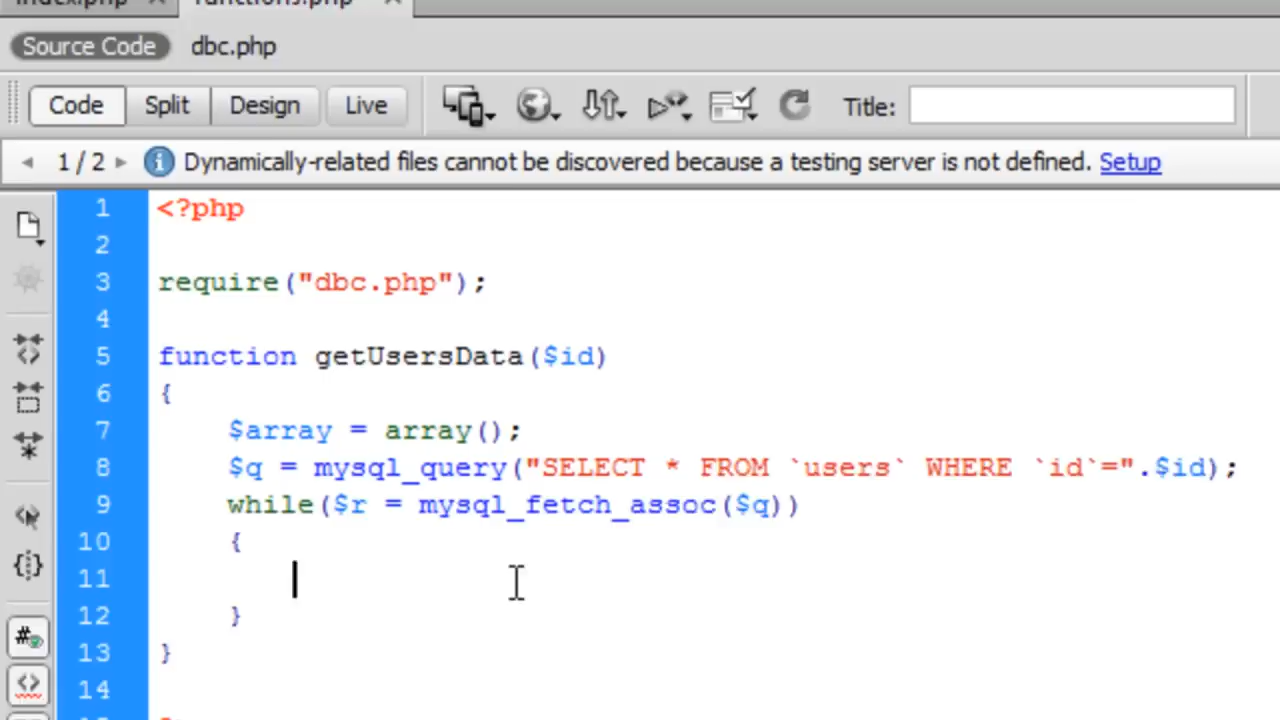 index.php functions.php
Source Code dbc.php
Code Split Design Live Title:
1 / 2 Dynamically-related files cannot be discovered because a testing server is not defined. Setup
1 <?php
2
3 require("dbc.php");
4
5 function getUsersData($id)
6 {
7 $array = array();
8 $q = mysql_query("SELECT * FROM `users` WHERE `id`=".$id);
9 while($r = mysql_fetch_assoc($q))
10 {
11
12 }
13 }
14